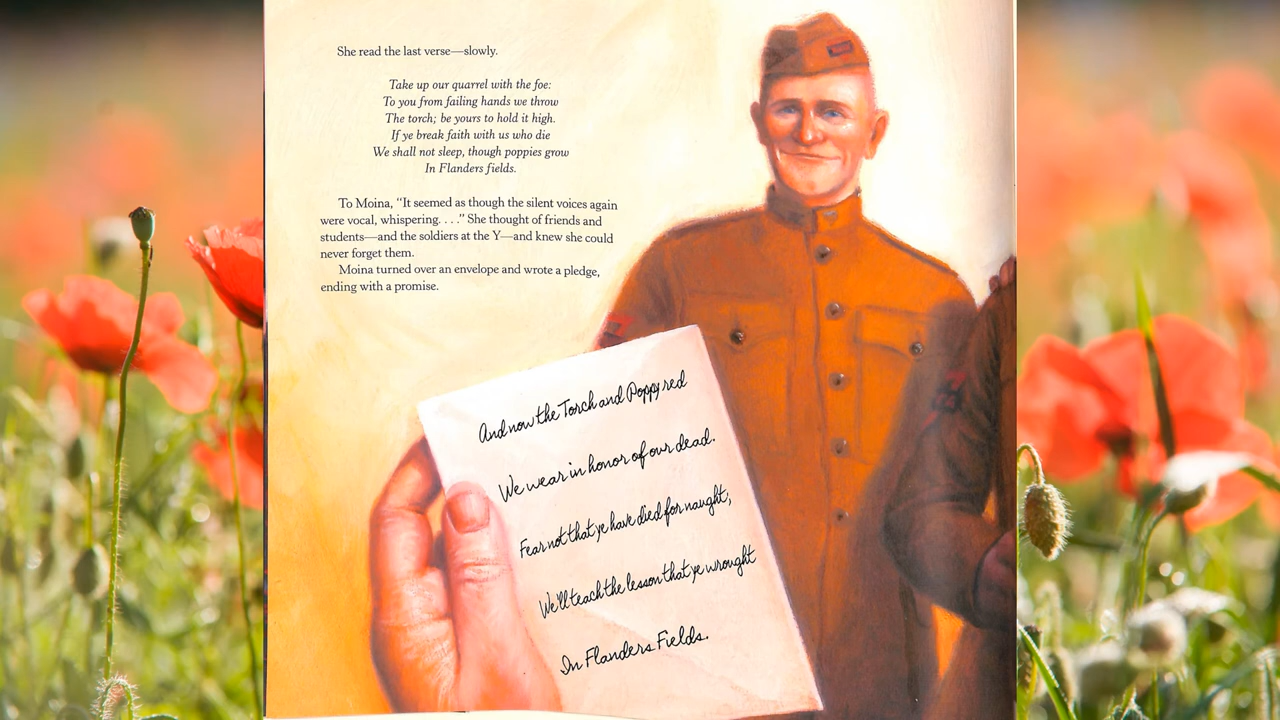 She read the last verse—slowly.
Take up our quarrel with the foe:
To you from failing hands we throw
The torch; be yours to hold it high.
If ye break faith with us who die
We shall not sleep, though poppies grow
In Flanders fields.
To Moina, “It seemed as though the silent voices again
were vocal, whispering. . . .” She thought of friends and
students—and the soldiers at the Y—and knew she could
never forget them.
Moina turned over an envelope and wrote a pledge,
ending with a promise.
And now the Torch and Poppy red
We wear in honor of our dead.
Fear not that ye have died for naught;
We'll teach the lesson that ye wrought
In Flanders Fields.